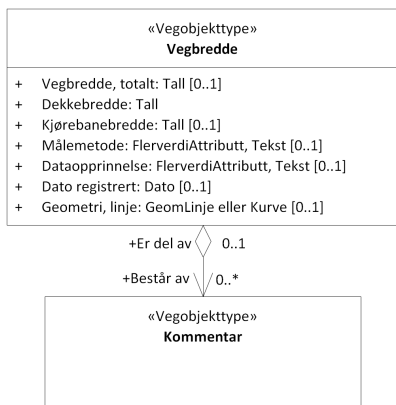 «Vegobjekttype»
Vegbredde
+ Vegbredde, totalt: Tall [0..1]
+ Dekkebredde: Tall
+ Kjørebanebredde: Tall [0..1]
+ Målemetode: FlerverdiAttributt, Tekst [0..1]
+ Dataopprinnelse: FlerverdiAttributt, Tekst [0..1]
+ Dato registrert: Dato [0..1]
+ Geometri, linje: GeomLinje eller Kurve [0..1]
+Er del av 0..1
+Består av 0..*
«Vegobjekttype»
Kommentar